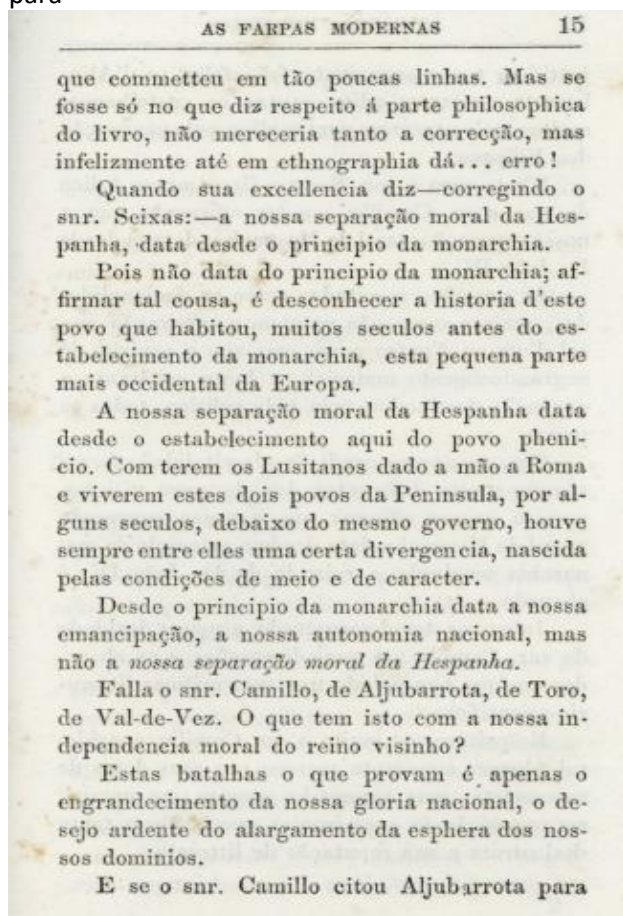 para
AS FARPAS MODERNAS 15
que commetteu em tão poucas linhas. Mas se
fosse só no que diz respeito á parte philosophica
do livro, não mereceria tanto a correcção, mas
infelizmente até em ethnographia dá... erro!
Quando sua excellencia diz—corregindo o
snr. Seixas:—a nossa separação moral da Hes-
panha, data desde o principio da monarchia.
Pois não data do principio da monarchia; af-
firmar tal cousa, é desconhecer a historia d'este
povo que habitou, muitos seculos antes do es-
tabelecimento da monarchia, esta pequena parte
mais occidental da Europa.
A nossa separação moral da Hespanha data
desde o estabelecimento aqui do povo pheni-
cio. Com terem os Lusitanos dado a mão a Roma
e viverem estes dois povos da Peninsula, por al-
guns seculos, debaixo do mesmo governo, houve
sempre entre elles uma certa divergencia, nascida
pelas condições de meio e de caracter.
Desde o principio da monarchia data a nossa
emancipação, a nossa autonomia nacional, mas
não a nossa separação moral da Hespanha.
Falla o snr. Camillo, de Aljubarrota, de Toro,
de Val-de-Vez. O que tem isto com a nossa in-
dependencia moral do reino visinho?
Estas batalhas o que provam é apenas o
engrandecimento da nossa gloria nacional, o de-
sejo ardente do alargamento da esphera dos nos-
sos dominios.
E se o snr. Camillo citou Aljubarrota para